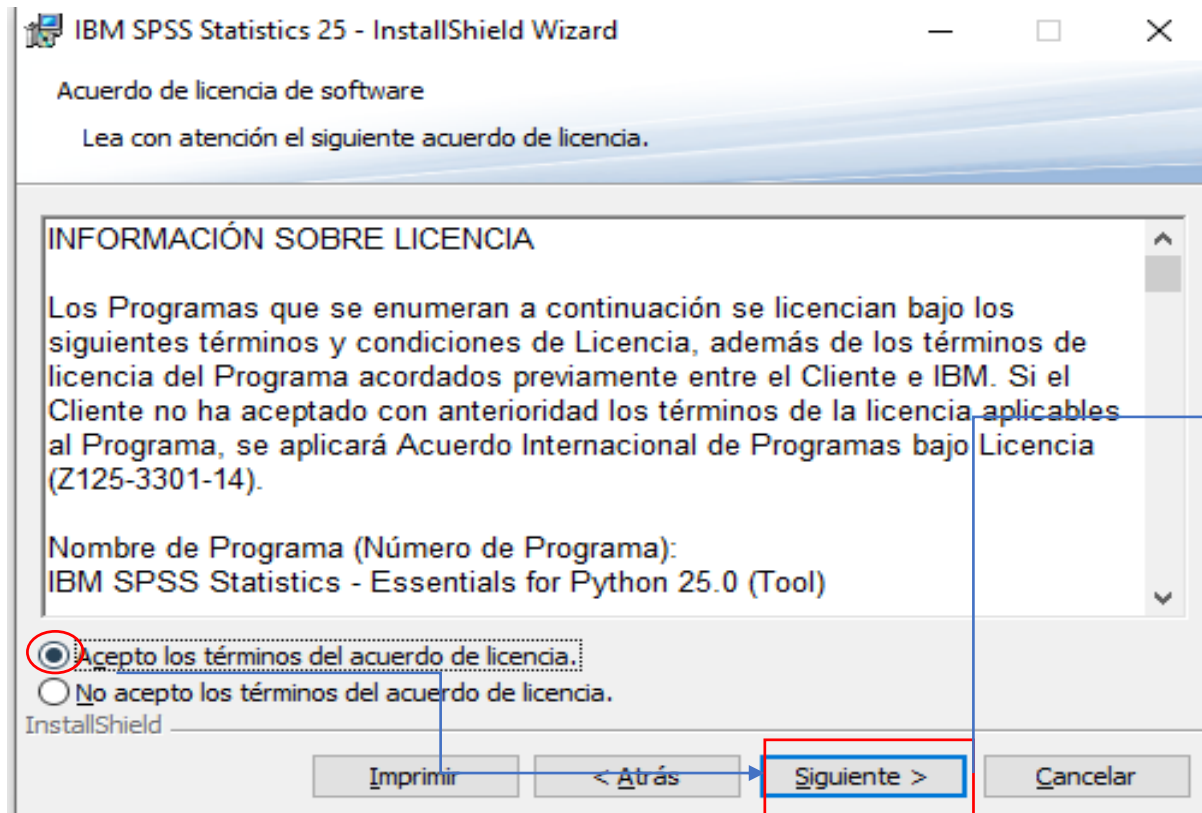 IBM SPSS Statistics 25 - InstallShield Wizard
Acuerdo de licencia de software
Lea con atención el siguiente acuerdo de licencia.
INFORMACIÓN SOBRE LICENCIA
Los Programas que se enumeran a continuación se licencian bajo los
siguientes términos y condiciones de Licencia, además de los términos de
licencia del Programa acordados previamente entre el Cliente e IBM. Si el
Cliente no ha aceptado con anterioridad los términos de la licencia aplicables
al Programa, se aplicará Acuerdo Internacional de Programas bajo Licencia
(Z125-3301-14).
Nombre de Programa (Número de Programa):
IBM SPSS Statistics - Essentials for Python 25.0 (Tool)
Acepto los términos del acuerdo de licencia.
No acepto los términos del acuerdo de licencia.
InstallShield
Imprimir < Atrás Siguiente > Cancelar